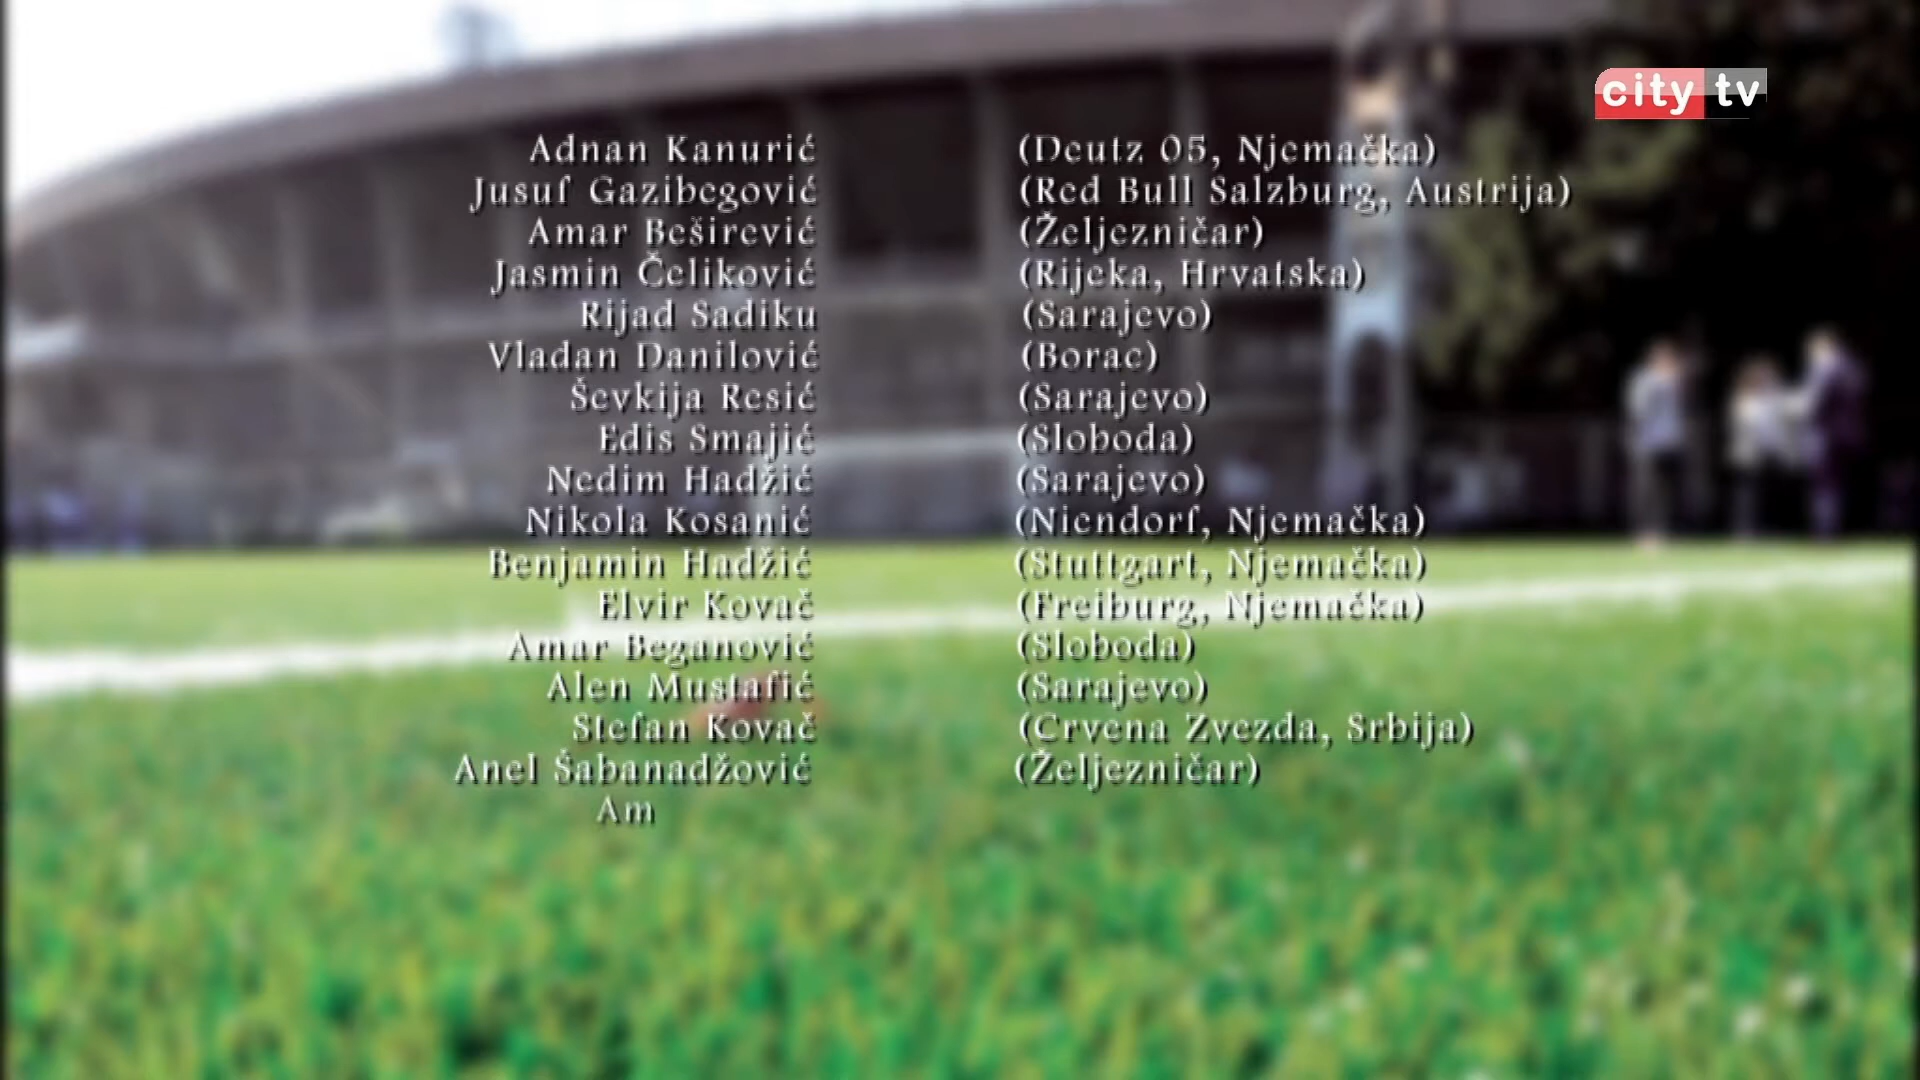 city tv
Adnan Kanurić (Deutz 05, Njemačka)
Jusuf Gazibegović (Red Bull Salzburg, Austrija)
Amar Beširević (Željezničar)
Jasmin Čeliković (Rijeka, Hrvatska)
Rijad Sadiku (Sarajevo)
Vladan Danilović (Borac)
Ševkija Resić (Sarajevo)
Edis Smajić (Sloboda)
Nedim Hadžić (Sarajevo)
Nikola Kosanić (Niendorf, Njemačka)
Benjamin Hadžić (Stuttgart, Njemačka)
Elvir Kovač (Freiburg, Njemačka)
Amar Beganović (Sloboda)
Alen Mustafić (Sarajevo)
Stefan Kovač (Crvena Zvezda, Srbija)
Anel Šabanadžović (Željezničar)
Am